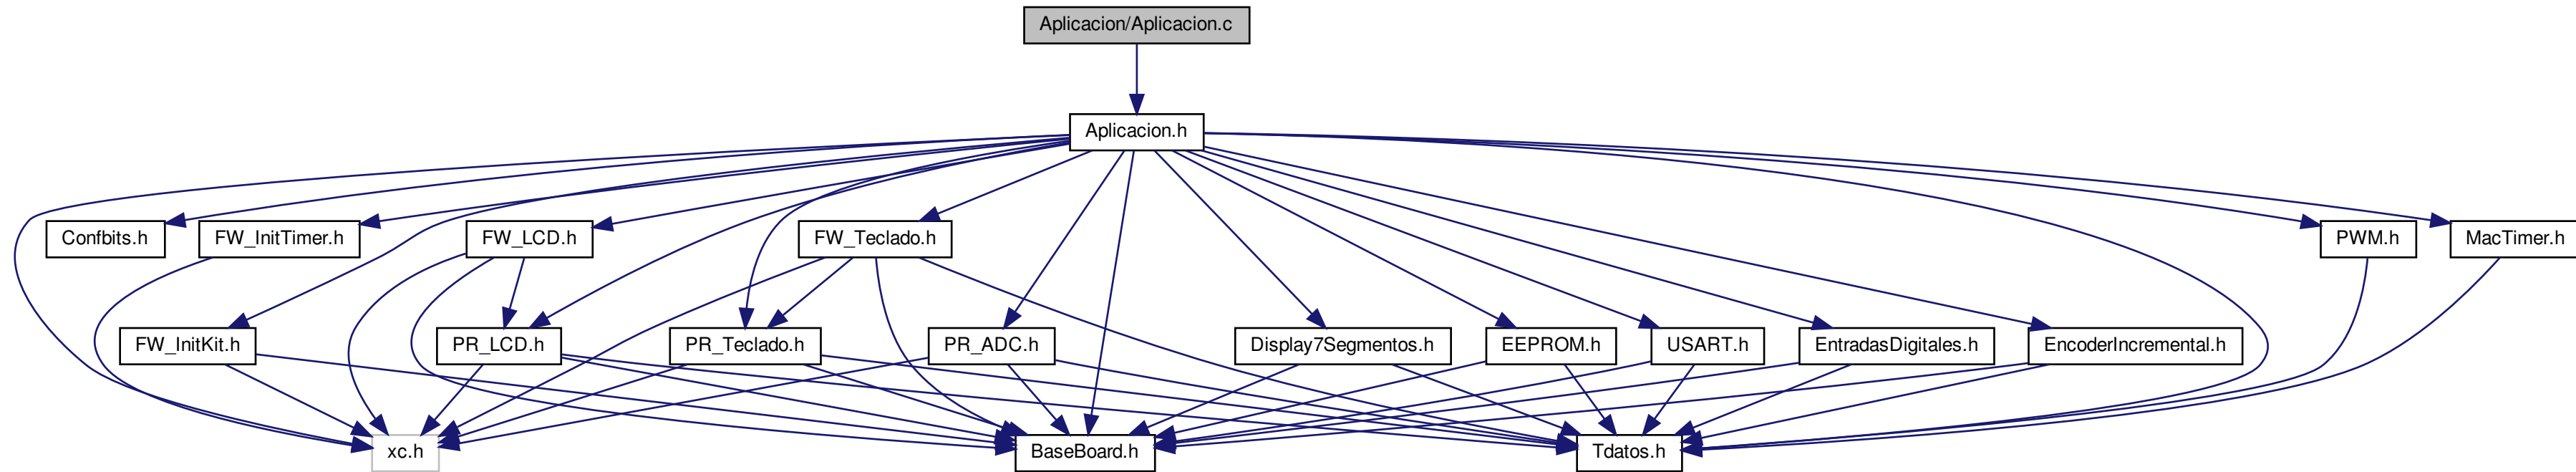 Aplicacion/Aplicacion.c
Aplicacion.h
Confbits.h
FW_InitTimer.h
FW_LCD.h
FW_Teclado.h
PWM.h
MacTimer.h
FW_InitKit.h
PR_LCD.h
PR_Teclado.h
PR_ADC.h
Display7Segmentos.h
EEPROM.h
USART.h
EntradasDigitales.h
EncoderIncremental.h
xc.h
BaseBoard.h
Tdatos.h